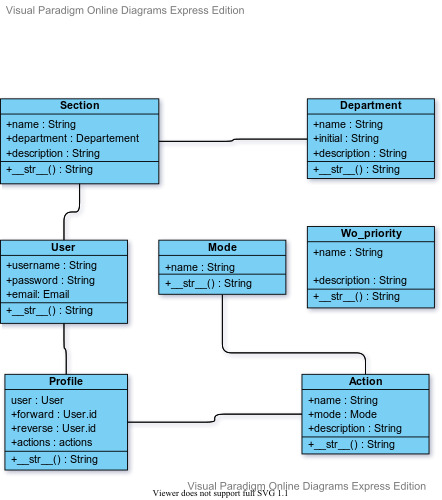 Visual Paradigm Online Diagrams Express Edition
Section
+name : String
+department : Departement
+description : String
+__str__() : String
Department
+name : String
+initial : String
+description : String
+__str__() : String
User
+username : String
+password : String
+email: Email
+__str__() : String
Mode
+name : String
+__str__() : String
Wo_priority
+name : String
+description : String
+__str__() : String
Profile
user : User
+forward : User.id
+reverse : User.id
+actions : actions
+__str__() : String
Action
+name : String
+mode : Mode
+description : String
+__str__() : String
Visual Paradigm Online Diagrams Express Edition
Viewer does not support full SVG 1.1